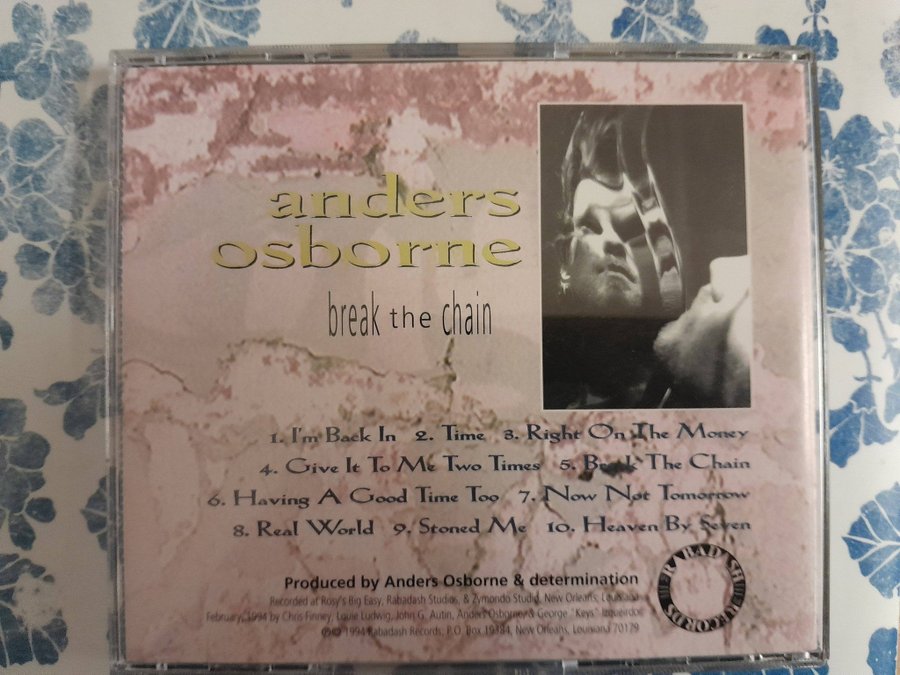 anders
osborne
break the chain
1. I'm Back In 2. Time 3. Right On The Money
4. Give It To Me Two Times 5. Break The Chain
6. Having A Good Time Too 7. Now Not Tomorrow
8. Real World 9. Stoned Me 10. Heaven By Seven
Produced by Anders Osborne & determination
Recorded at Rosy's Big Easy, Rabadash Studios, & Zymondo Studio, New Orleans, Louisiana
February, 1994 by Chris Finney, Louie Ludwig, John G. Autin, Anders Osborne, & George "Keys" Izquierdo
©℗ 1994 Rabadash Records, P.O. Box 19384, New Orleans, Louisiana 70179
RABADASH RECORDS